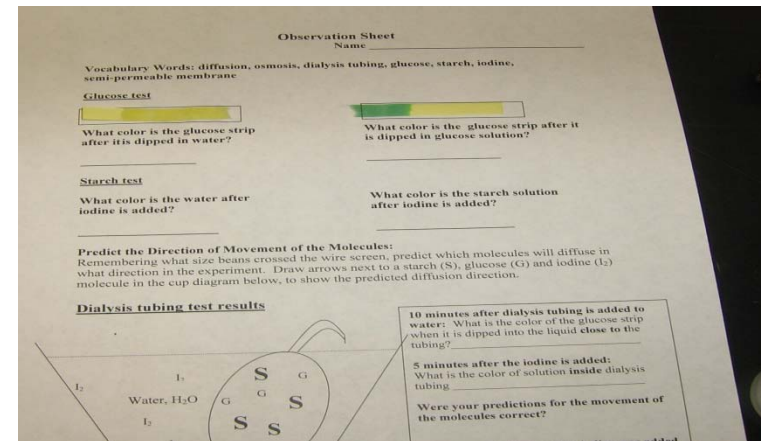 Observation Sheet
Name
Vocabulary Words: diffusion, osmosis, dialysis tubing, glucose, starch, iodine,
semi-permeable membrane
Glucose test
What color is the glucose strip
after it is dipped in water?
What color is the glucose strip after it
is dipped in glucose solution?
Starch test
What color is the water after
iodine is added?
What color is the starch solution
after iodine is added?
Predict the Direction of Movement of the Molecules:
Remembering what size beans crossed the wire screen, predict which molecules will diffuse in
what direction in the experiment. Draw arrows next to a starch (S), glucose (G) and iodine (I₂)
molecule in the cup diagram below, to show the predicted diffusion direction.
Dialysis tubing test results
I₂
I₂
Water, H₂O
I₂
S
G
G
G
S
S
S
10 minutes after dialysis tubing is added to
water: What is the color of the glucose strip
when it is dipped into the liquid close to the
tubing?
5 minutes after the iodine is added:
What is the color of solution inside dialysis
tubing
Were your predictions for the movement of
the molecules correct?